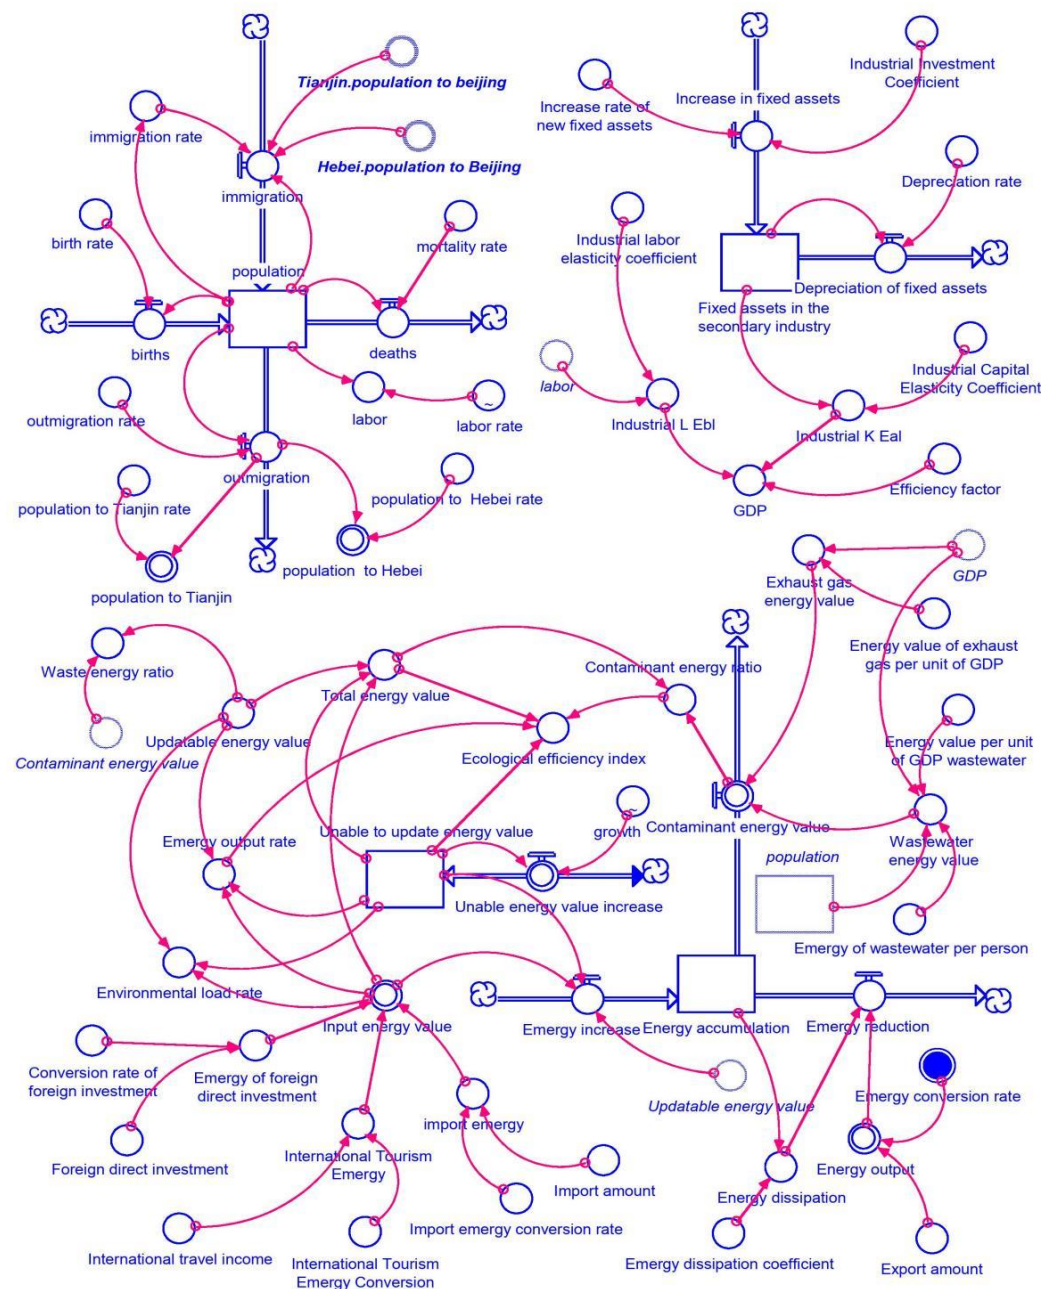 Tianjin.population to beijing
immigration rate
Hebei.population to Beijing
immigration
birth rate
mortality rate
population
births
deaths
outmigration rate
labor
labor rate
~
outmigration
population to Tianjin rate
population to Hebei rate
population to Hebei
population to Tianjin
Industrial Investment
Coefficient
Increase rate of
new fixed assets
Increase in fixed assets
Depreciation rate
Industrial labor
elasticity coefficient
Depreciation of fixed assets
Fixed assets in the
secondary industry
labor
Industrial Capital
Elasticity Coefficient
Industrial L Ebl
Industrial K Eal
Efficiency factor
GDP
GDP
Exhaust gas
energy value
Energy value of exhaust
gas per unit of GDP
Waste energy ratio
Total energy value
Contaminant energy ratio
Updatable energy value
Contaminant energy value
Ecological efficiency index
Energy value per unit
of GDP wastewater
Emergy output rate
Unable to update energy value
~
growth
Contaminant energy value
Wastewater
energy value
population
Unable energy value increase
Emergy of wastewater per person
Environmental load rate
Input energy value
Emergy increase
Energy accumulation
Emergy reduction
Conversion rate of
foreign investment
Emergy of foreign
direct investment
Updatable energy value
Emergy conversion rate
import emergy
Foreign direct investment
International Tourism
Emergy
Import amount
Energy dissipation
Energy output
International travel income
International Tourism
Emergy Conversion
Import emergy conversion rate
Emergy dissipation coefficient
Export amount